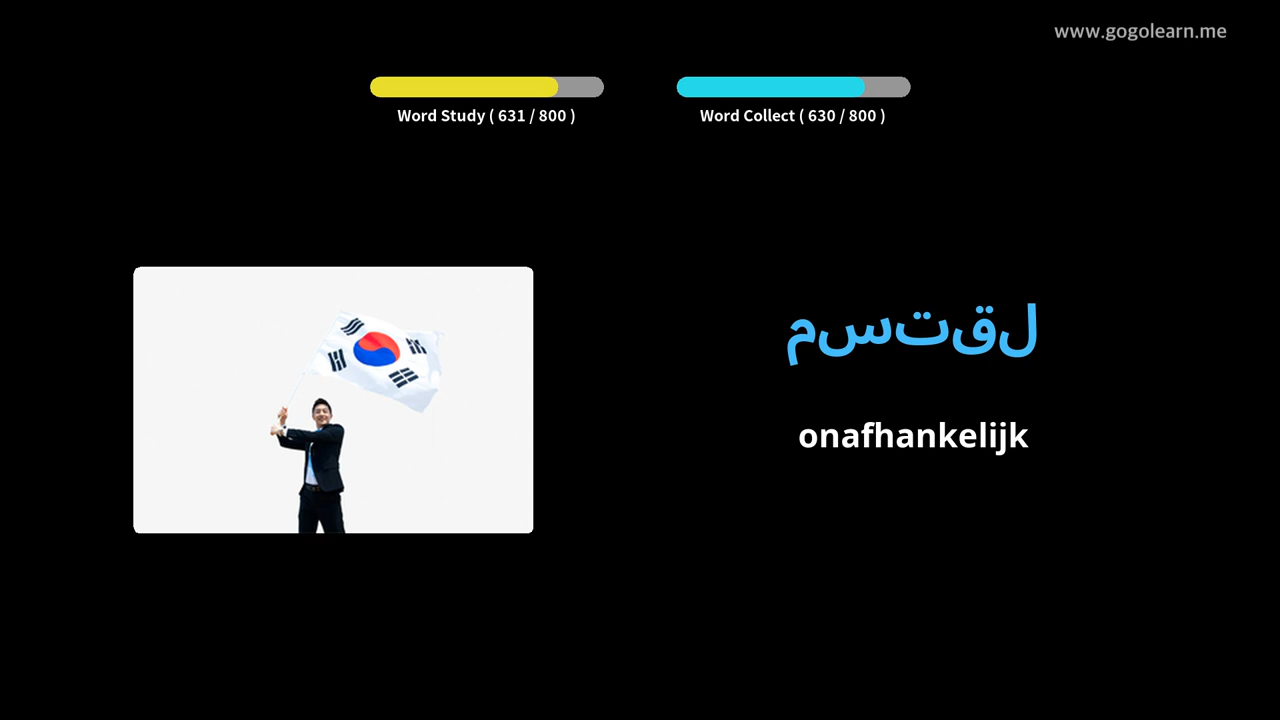 www.gogolearn.me
Word Study ( 631 / 800 )
Word Collect ( 630 / 800 )
مستقل
onafhankelijk